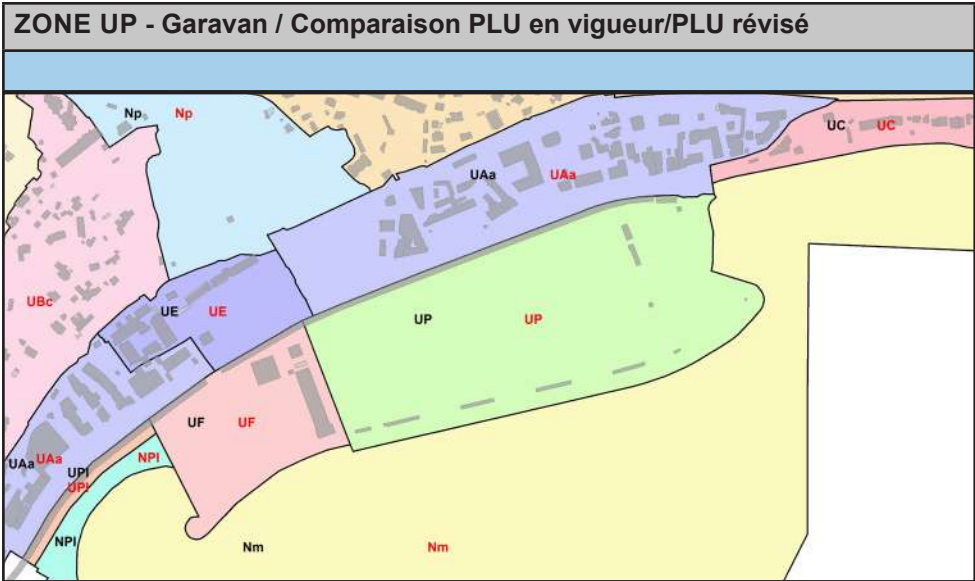 ZONE UP - Garavan / Comparaison PLU en vigueur/PLU révisé
Np Np
UC UC
UAa UAa
UBc
UE UE
UP UP
UF UF
UAa UAa
NPl
UPl
UPl
NPl
Nm Nm